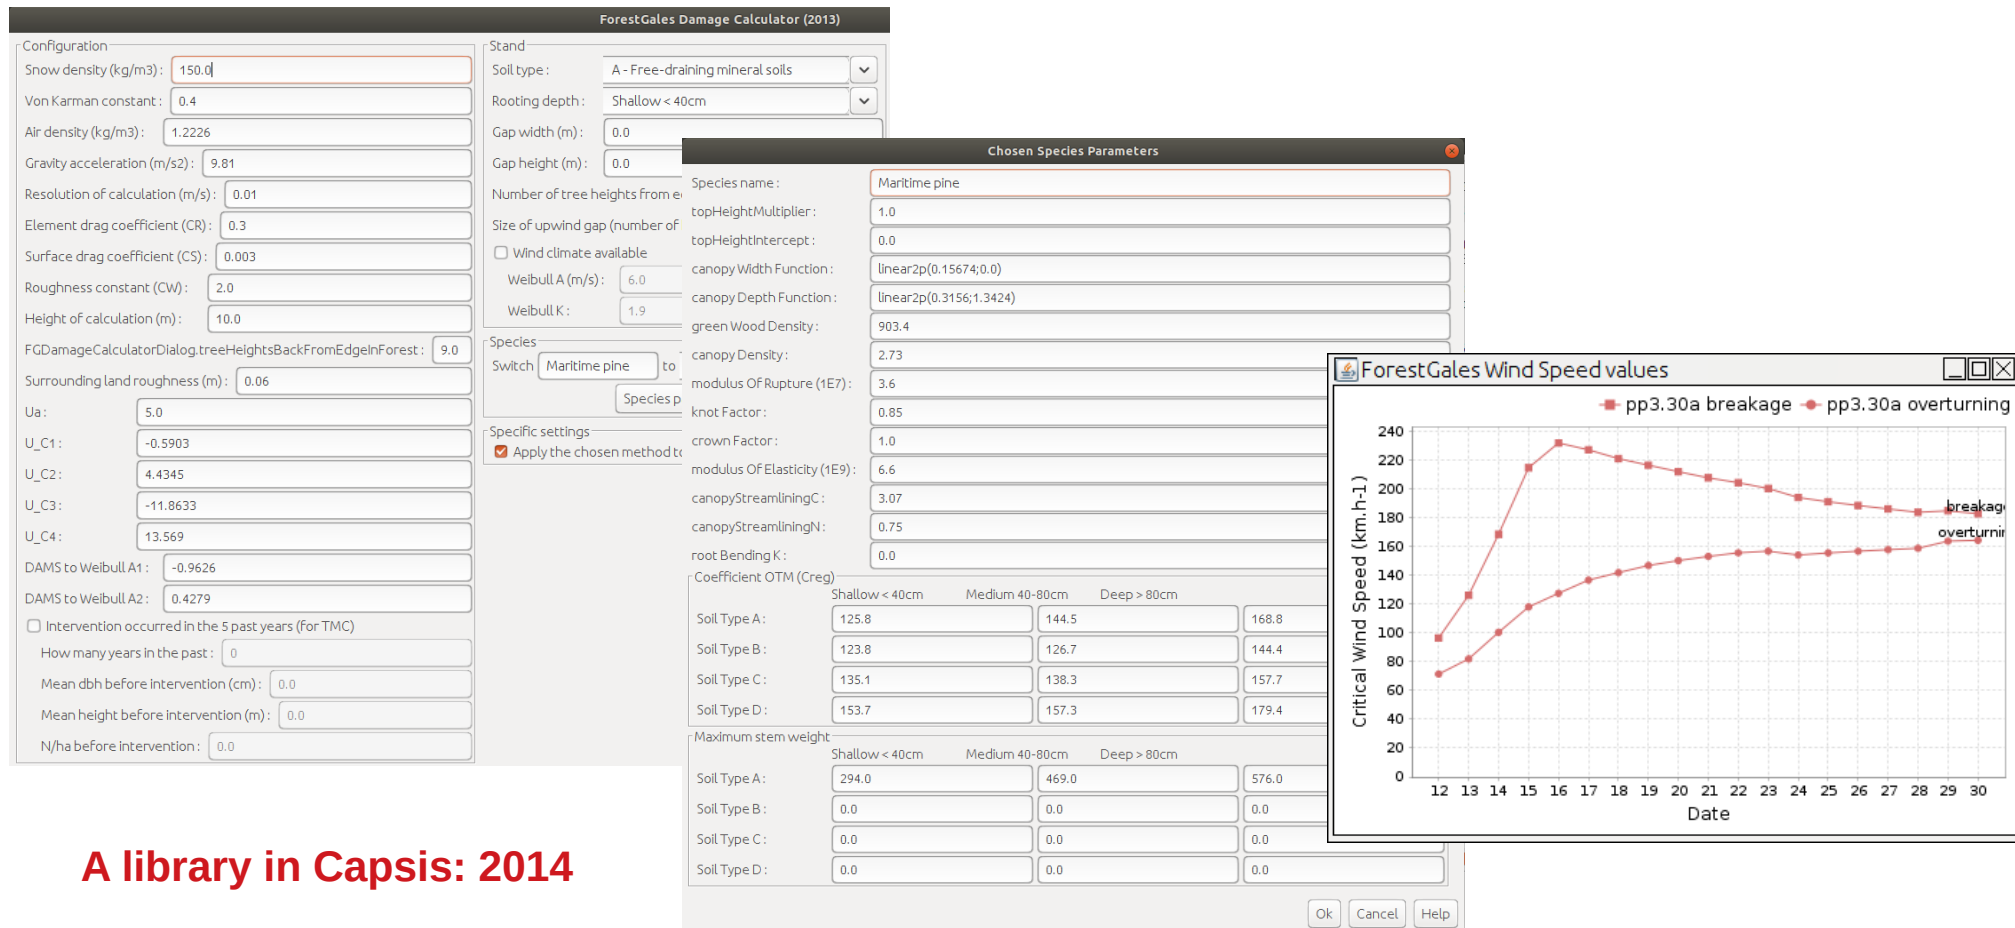 ForestGales Damage Calculator (2013)
Configuration
Snow density (kg/m3) : 150.0
Von Karman constant : 0.4
Air density (kg/m3) : 1.2226
Gravity acceleration (m/s2) : 9.81
Resolution of calculation (m/s) : 0.01
Element drag coefficient (CR) : 0.3
Surface drag coefficient (CS) : 0.003
Roughness constant (CW) : 2.0
Height of calculation (m) : 10.0
FGDamageCalculatorDialog.treeHeightsBackFromEdgeInForest : 9.0
Surrounding land roughness (m) : 0.06
Ua : 5.0
U_C1 : -0.5903
U_C2 : 4.4345
U_C3 : -11.8633
U_C4 : 13.569
DAMS to Weibull A1 : -0.9626
DAMS to Weibull A2 : 0.4279
Intervention occurred in the 5 past years (for TMC)
How many years in the past : 0
Mean dbh before intervention (cm) : 0.0
Mean height before intervention (m) : 0.0
N/ha before intervention : 0.0
Stand
Soil type : A - Free-draining mineral soils
Rooting depth : Shallow < 40cm
Gap width (m) : 0.0
Gap height (m) : 0.0
Number of tree heights from
Size of upwind gap (number of
Wind climate available
Weibull A (m/s) : 6.0
Weibull K : 1.9
Species
Switch Maritime pine to
Species
Specific settings
Apply the chosen method
Chosen Species Parameters
Species name : Maritime pine
topHeightMultiplier : 1.0
topHeightIntercept : 0.0
canopy Width Function : linear2p(0.15674;0.0)
canopy Depth Function : linear2p(0.3156;1.3424)
green Wood Density : 903.4
canopy Density : 2.73
modulus Of Rupture (1E7) : 3.6
knot Factor : 0.85
crown Factor : 1.0
modulus Of Elasticity (1E9) : 6.6
canopyStreamliningC : 3.07
canopyStreamliningN : 0.75
root Bending K : 0.0
Coefficient OTM (Creg)
Shallow < 40cm Medium 40-80cm Deep > 80cm
Soil Type A : 125.8 144.5 168.8
Soil Type B : 123.8 126.7 144.4
Soil Type C : 135.1 138.3 157.7
Soil Type D : 153.7 157.3 179.4
Maximum stem weight
Shallow < 40cm Medium 40-80cm Deep > 80cm
Soil Type A : 294.0 469.0 576.0
Soil Type B : 0.0 0.0 0.0
Soil Type C : 0.0 0.0 0.0
Soil Type D : 0.0 0.0 0.0
Ok Cancel Help
ForestGales Wind Speed values
pp3.30a breakage pp3.30a overturning
Critical Wind Speed (km.h-1)
240
220
200
180
160
140
120
100
80
60
40
20
0
breakag
overturnin
12 13 14 15 16 17 18 19 20 21 22 23 24 25 26 27 28 29 30
Date
A library in Capsis: 2014